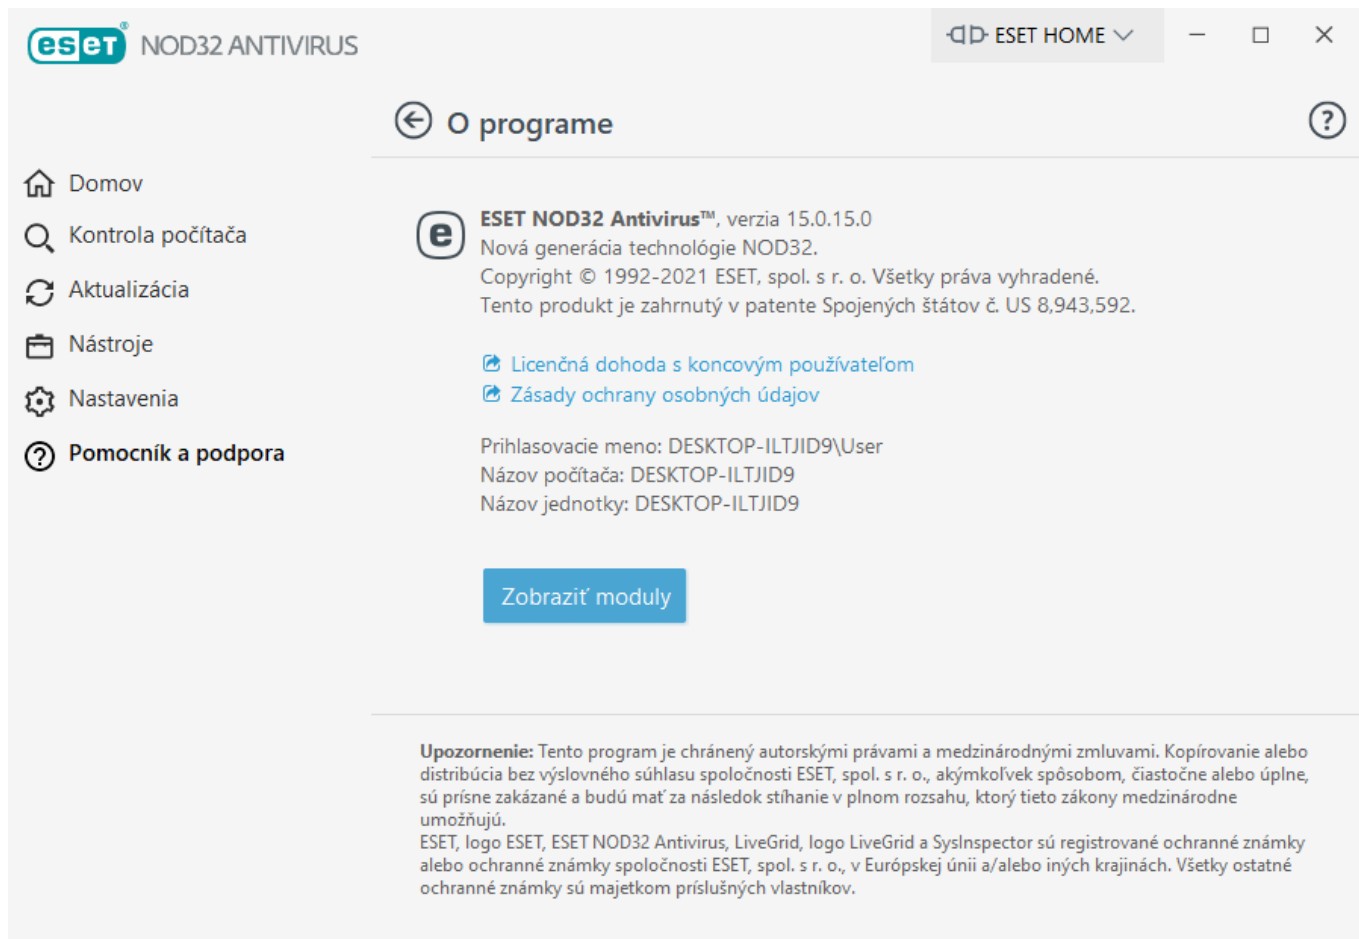 eset® NOD32 ANTIVIRUS
ESET HOME
O programe
?
Domov
Kontrola počítača
Aktualizácia
Nástroje
Nastavenia
Pomocník a podpora
e
ESET NOD32 Antivirus™, verzia 15.0.15.0
Nová generácia technológie NOD32.
Copyright © 1992-2021 ESET, spol. s r. o. Všetky práva vyhradené.
Tento produkt je zahrnutý v patente Spojených štátov č. US 8,943,592.
Licenčná dohoda s koncovým používateľom
Zásady ochrany osobných údajov
Prihlasovacie meno: DESKTOP-ILTJID9\User
Názov počítača: DESKTOP-ILTJID9
Názov jednotky: DESKTOP-ILTJID9
Zobraziť moduly
Upozornenie: Tento program je chránený autorskými právami a medzinárodnými zmluvami. Kopírovanie alebo
distribúcia bez výslovného súhlasu spoločnosti ESET, spol. s r. o., akýmkoľvek spôsobom, čiastočne alebo úplne,
sú prísne zakázané a budú mať za následok stíhanie v plnom rozsahu, ktorý tieto zákony medzinárodne
umožňujú.
ESET, logo ESET, ESET NOD32 Antivirus, LiveGrid, logo LiveGrid a SysInspector sú registrované ochranné známky
alebo ochranné známky spoločnosti ESET, spol. s r. o., v Európskej únii a/alebo iných krajinách. Všetky ostatné
ochranné známky sú majetkom príslušných vlastníkov.